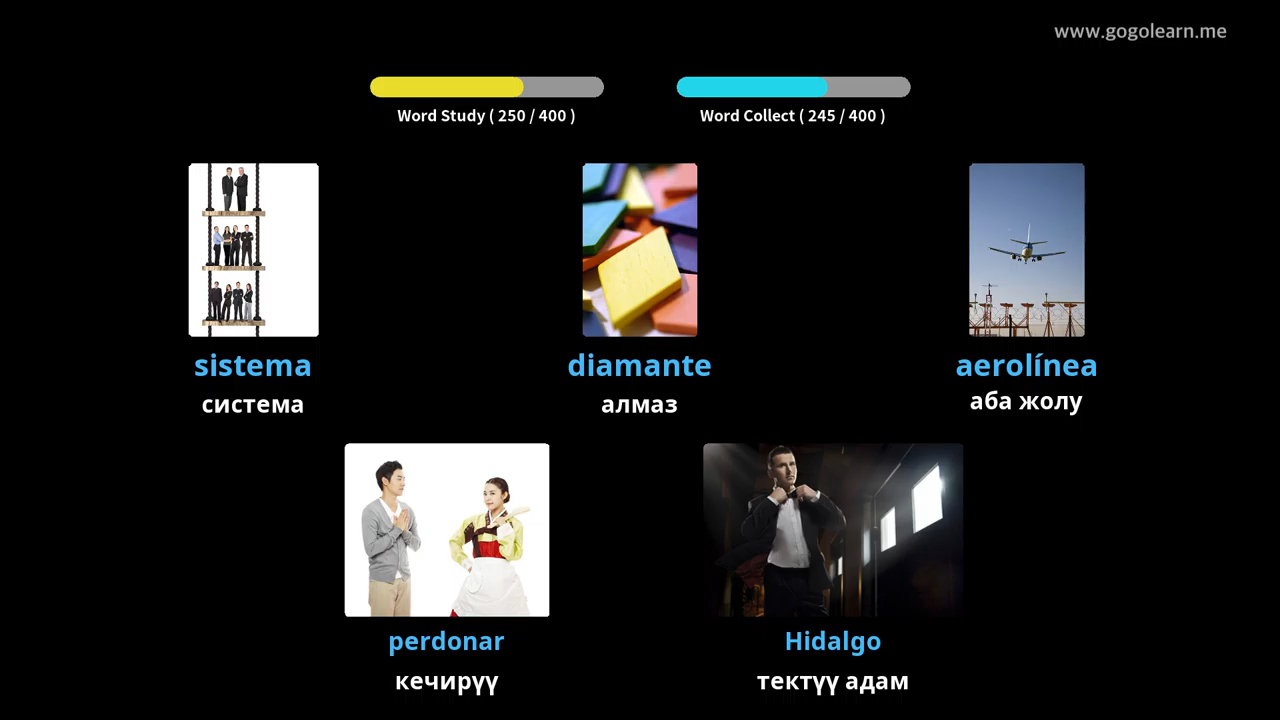 www.gogolearn.me
Word Study ( 250 / 400 )
Word Collect ( 245 / 400 )
sistema
система
diamante
алмаз
aerolínea
аба жолу
perdonar
кечирүү
Hidalgo
тектүү адам